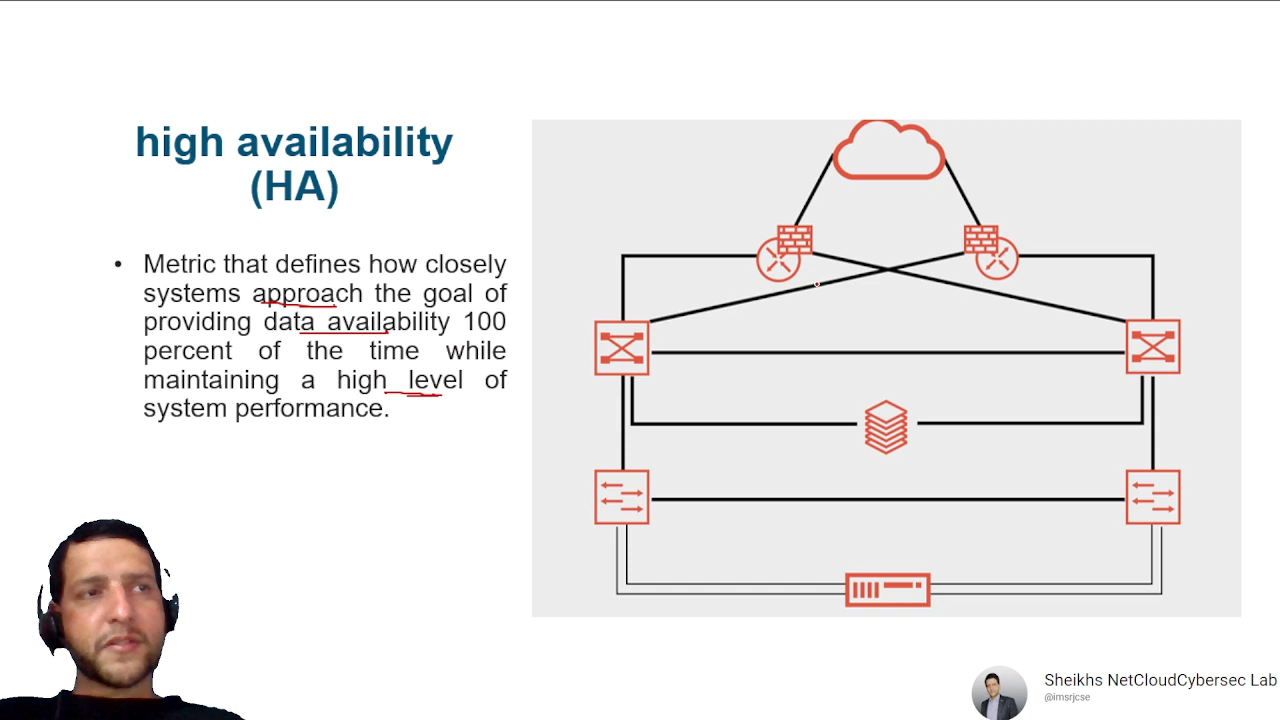 high availability
(HA)
• Metric that defines how closely
systems approach the goal of
providing data availability 100
percent of the time while
maintaining a high level of
system performance.
Sheikhs NetCloudCybersec Lab
@imsrjcse